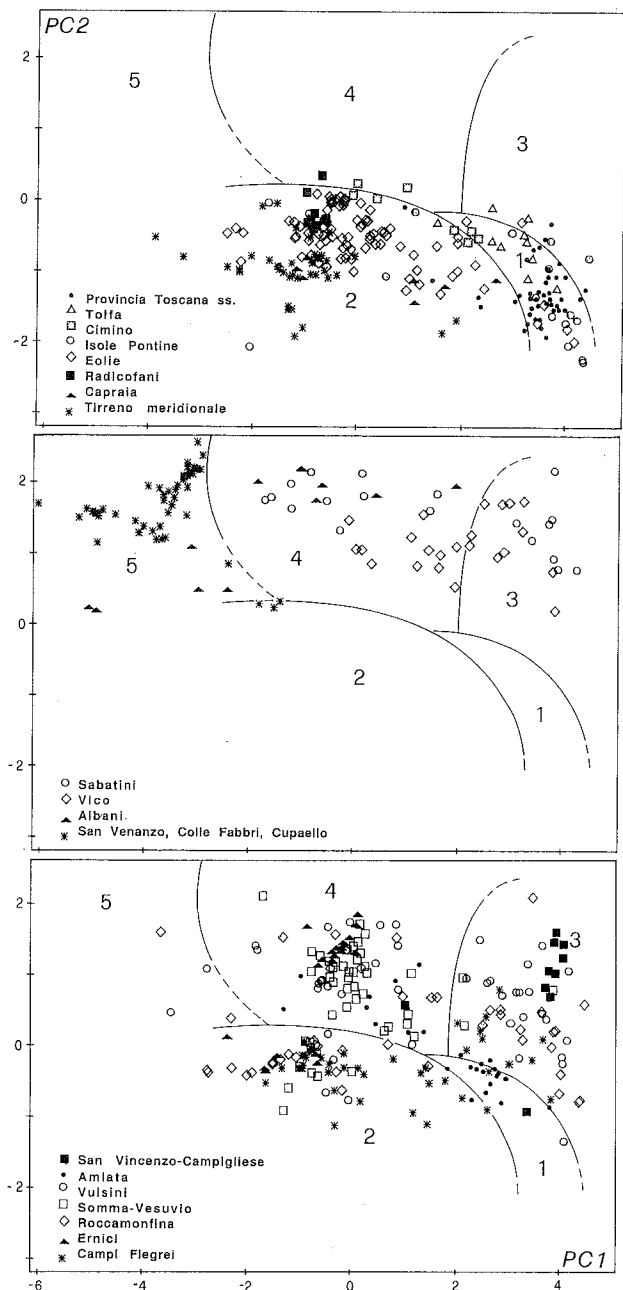 PC2
2
5
4
3
0
1
Provincia Toscana ss.
Tolfa
Cimino
Isole Pontine
Eolie
Radicofani
Capraia
Tirreno meridionale
2
-2
2
5
4
3
0
2
1
-2
Sabatini
Vico
Albani
San Venanzo, Colle Fabbri, Cupaello
5
4
2
3
0
2
1
-2
San Vincenzo-Campigliese
Amiata
Vulsini
Somma-Vesuvio
Roccamonfina
Ernici
Campi Flegrei
PC1
-6 -4 -2 0 2 4